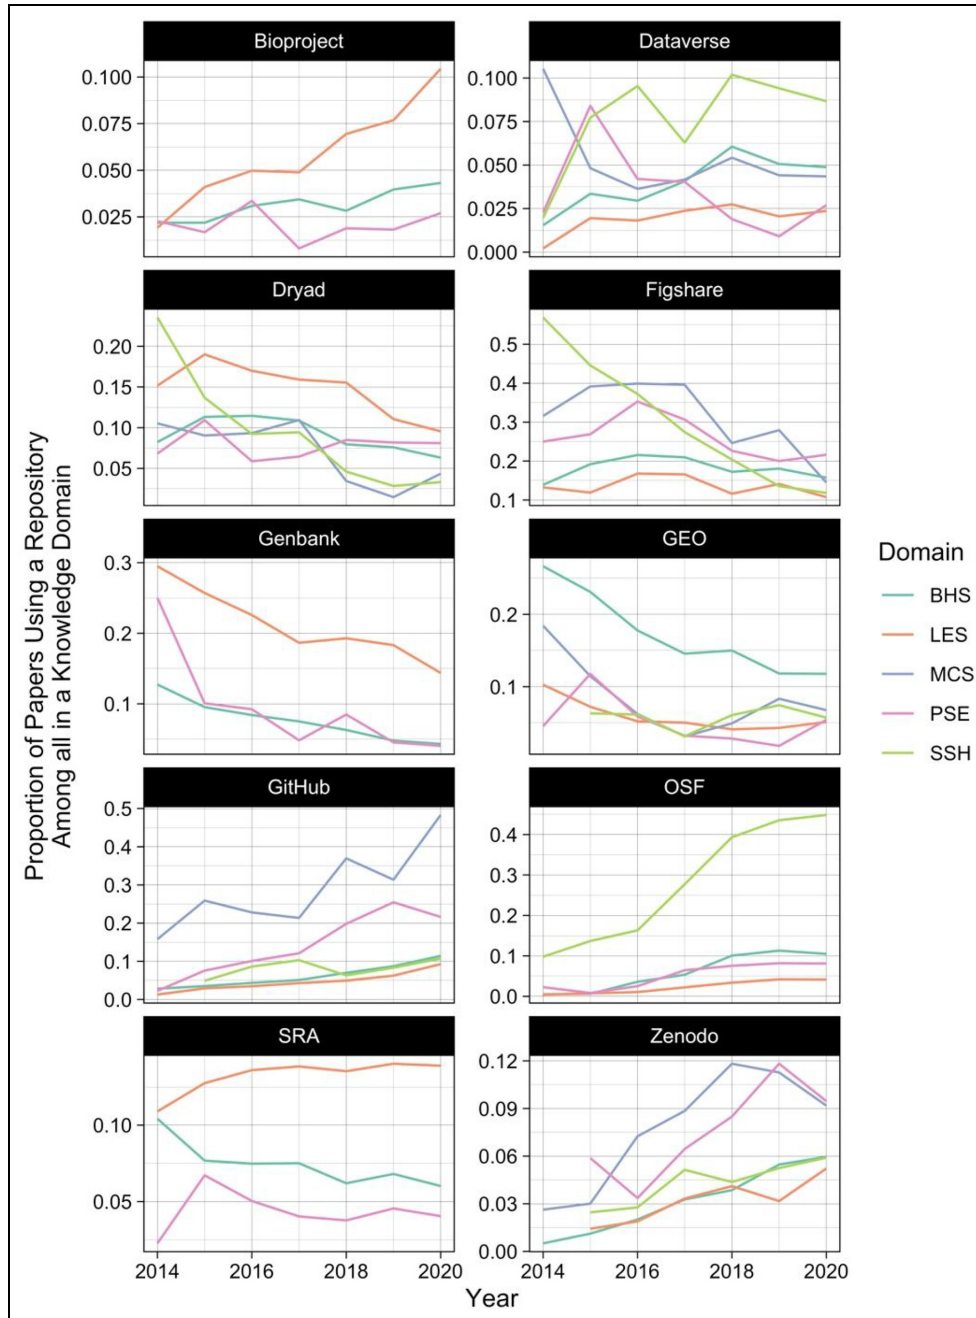 Proportion of Papers Using a Repository
Among all in a Knowledge Domain
Bioproject
0.100
0.075
0.050
0.025
Dataverse
0.100
0.075
0.050
0.025
0.000
Dryad
0.20
0.15
0.10
0.05
Figshare
0.5
0.4
0.3
0.2
0.1
Genbank
0.3
0.2
0.1
GEO
0.2
0.1
GitHub
0.5
0.4
0.3
0.2
0.1
0.0
OSF
0.4
0.3
0.2
0.1
0.0
SRA
0.10
0.05
2014 2016 2018 2020
Zenodo
0.12
0.09
0.06
0.03
0.00
2014 2016 2018 2020
Year
Domain
BHS
LES
MCS
PSE
SSH